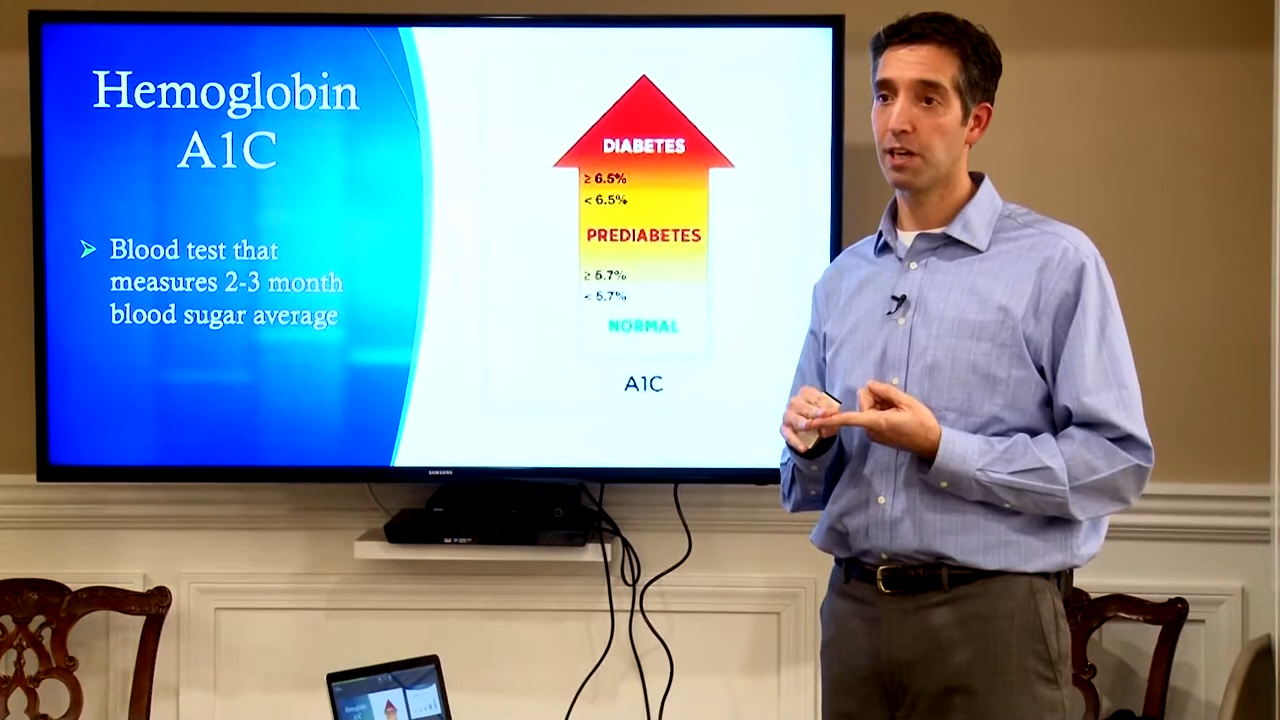 Hemoglobin
A1C
Blood test that
measures 2-3 month
blood sugar average
DIABETES
≥ 6.5%
< 6.5%
PREDIABETES
≥ 5.7%
< 5.7%
NORMAL
A1C
SAMSUNG